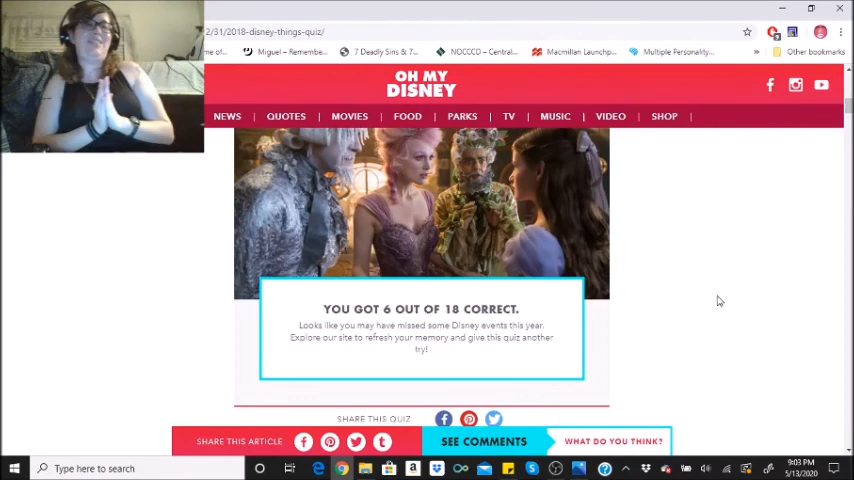 2/31/2018-disney-things-quiz/
me of...
Miguel – Remembe...
7 Deadly Sins & 7...
NOCCCD – Central...
Macmillan Launchp...
Multiple Personality...
»
Other bookmarks
OH MY
DISNEY
NEWS | QUOTES | MOVIES | FOOD | PARKS | TV | MUSIC | VIDEO | SHOP |
YOU GOT 6 OUT OF 18 CORRECT.
Looks like you may have missed some Disney events this year.
Explore our site to refresh your memory and give this quiz another
try!
SHARE THIS QUIZ
SHARE THIS ARTICLE
SEE COMMENTS
WHAT DO YOU THINK?
Type here to search
9:03 PM
5/13/2020